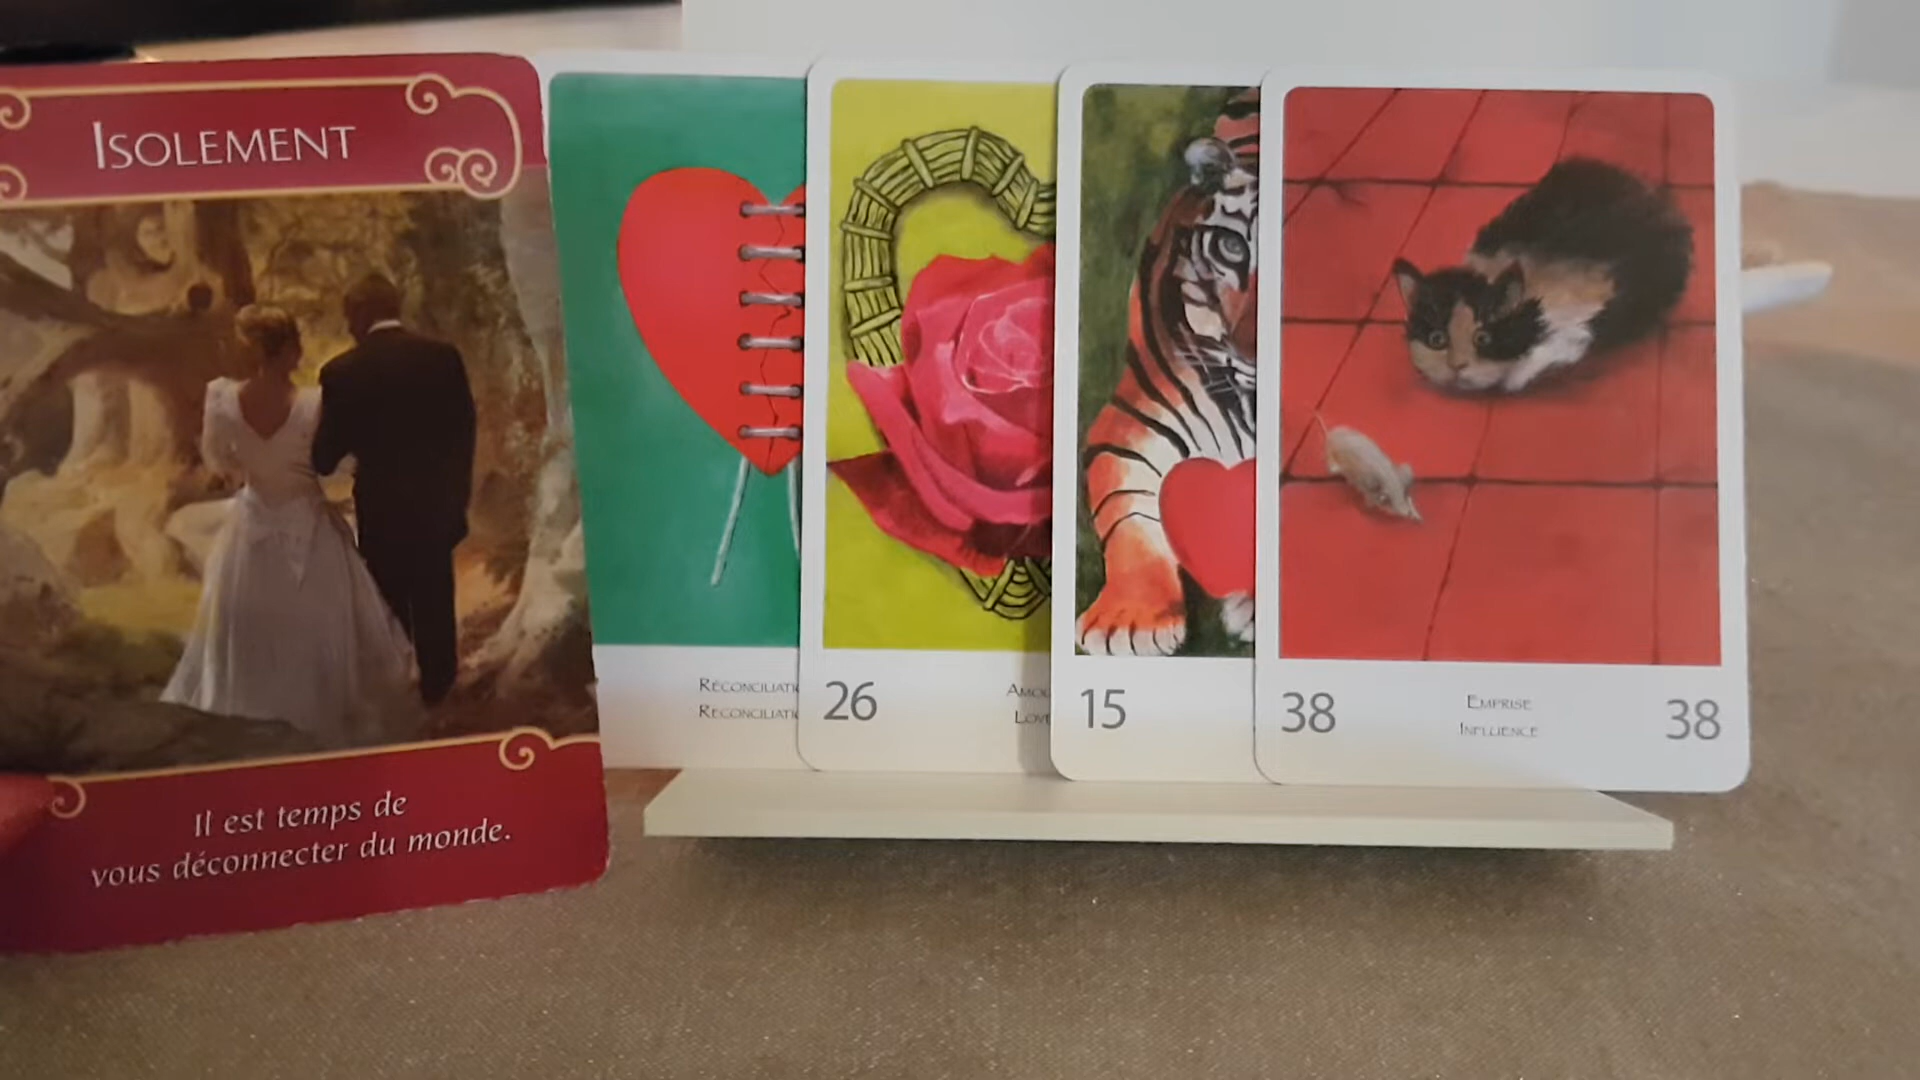 ISOLEMENT
Il est temps de
vous déconnecter du monde.
26
15
38
EMPRISE
INFLUENCE
38